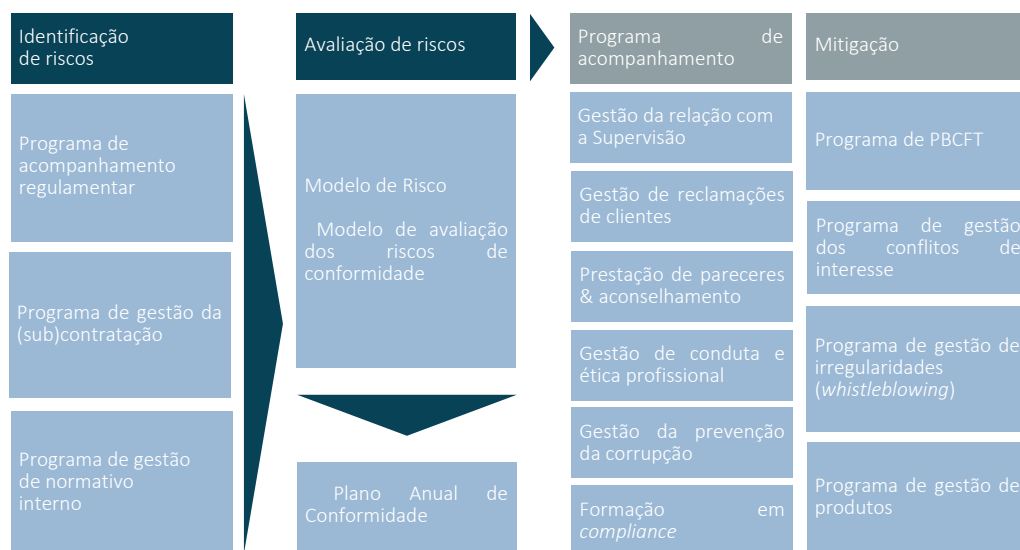 Identificação
de riscos
Programa de
acompanhamento
regulamentar
Programa de gestão da
(sub)contratação
Programa de gestão
de normativo
interno
Avaliação de riscos
Modelo de Risco
Modelo de avaliação
dos riscos de
conformidade
Plano Anual de
Conformidade
Programa de
acompanhamento
Gestão da relação com
a Supervisão
Gestão de reclamações
de clientes
Prestação de pareceres
& aconselhamento
Gestão de conduta e
ética profissional
Gestão da prevenção
da corrupção
Formação em
compliance
Mitigação
Programa de PBCFT
Programa de gestão
dos conflitos de
interesse
Programa de gestão de
irregularidades
(whistleblowing)
Programa de gestão de
produtos